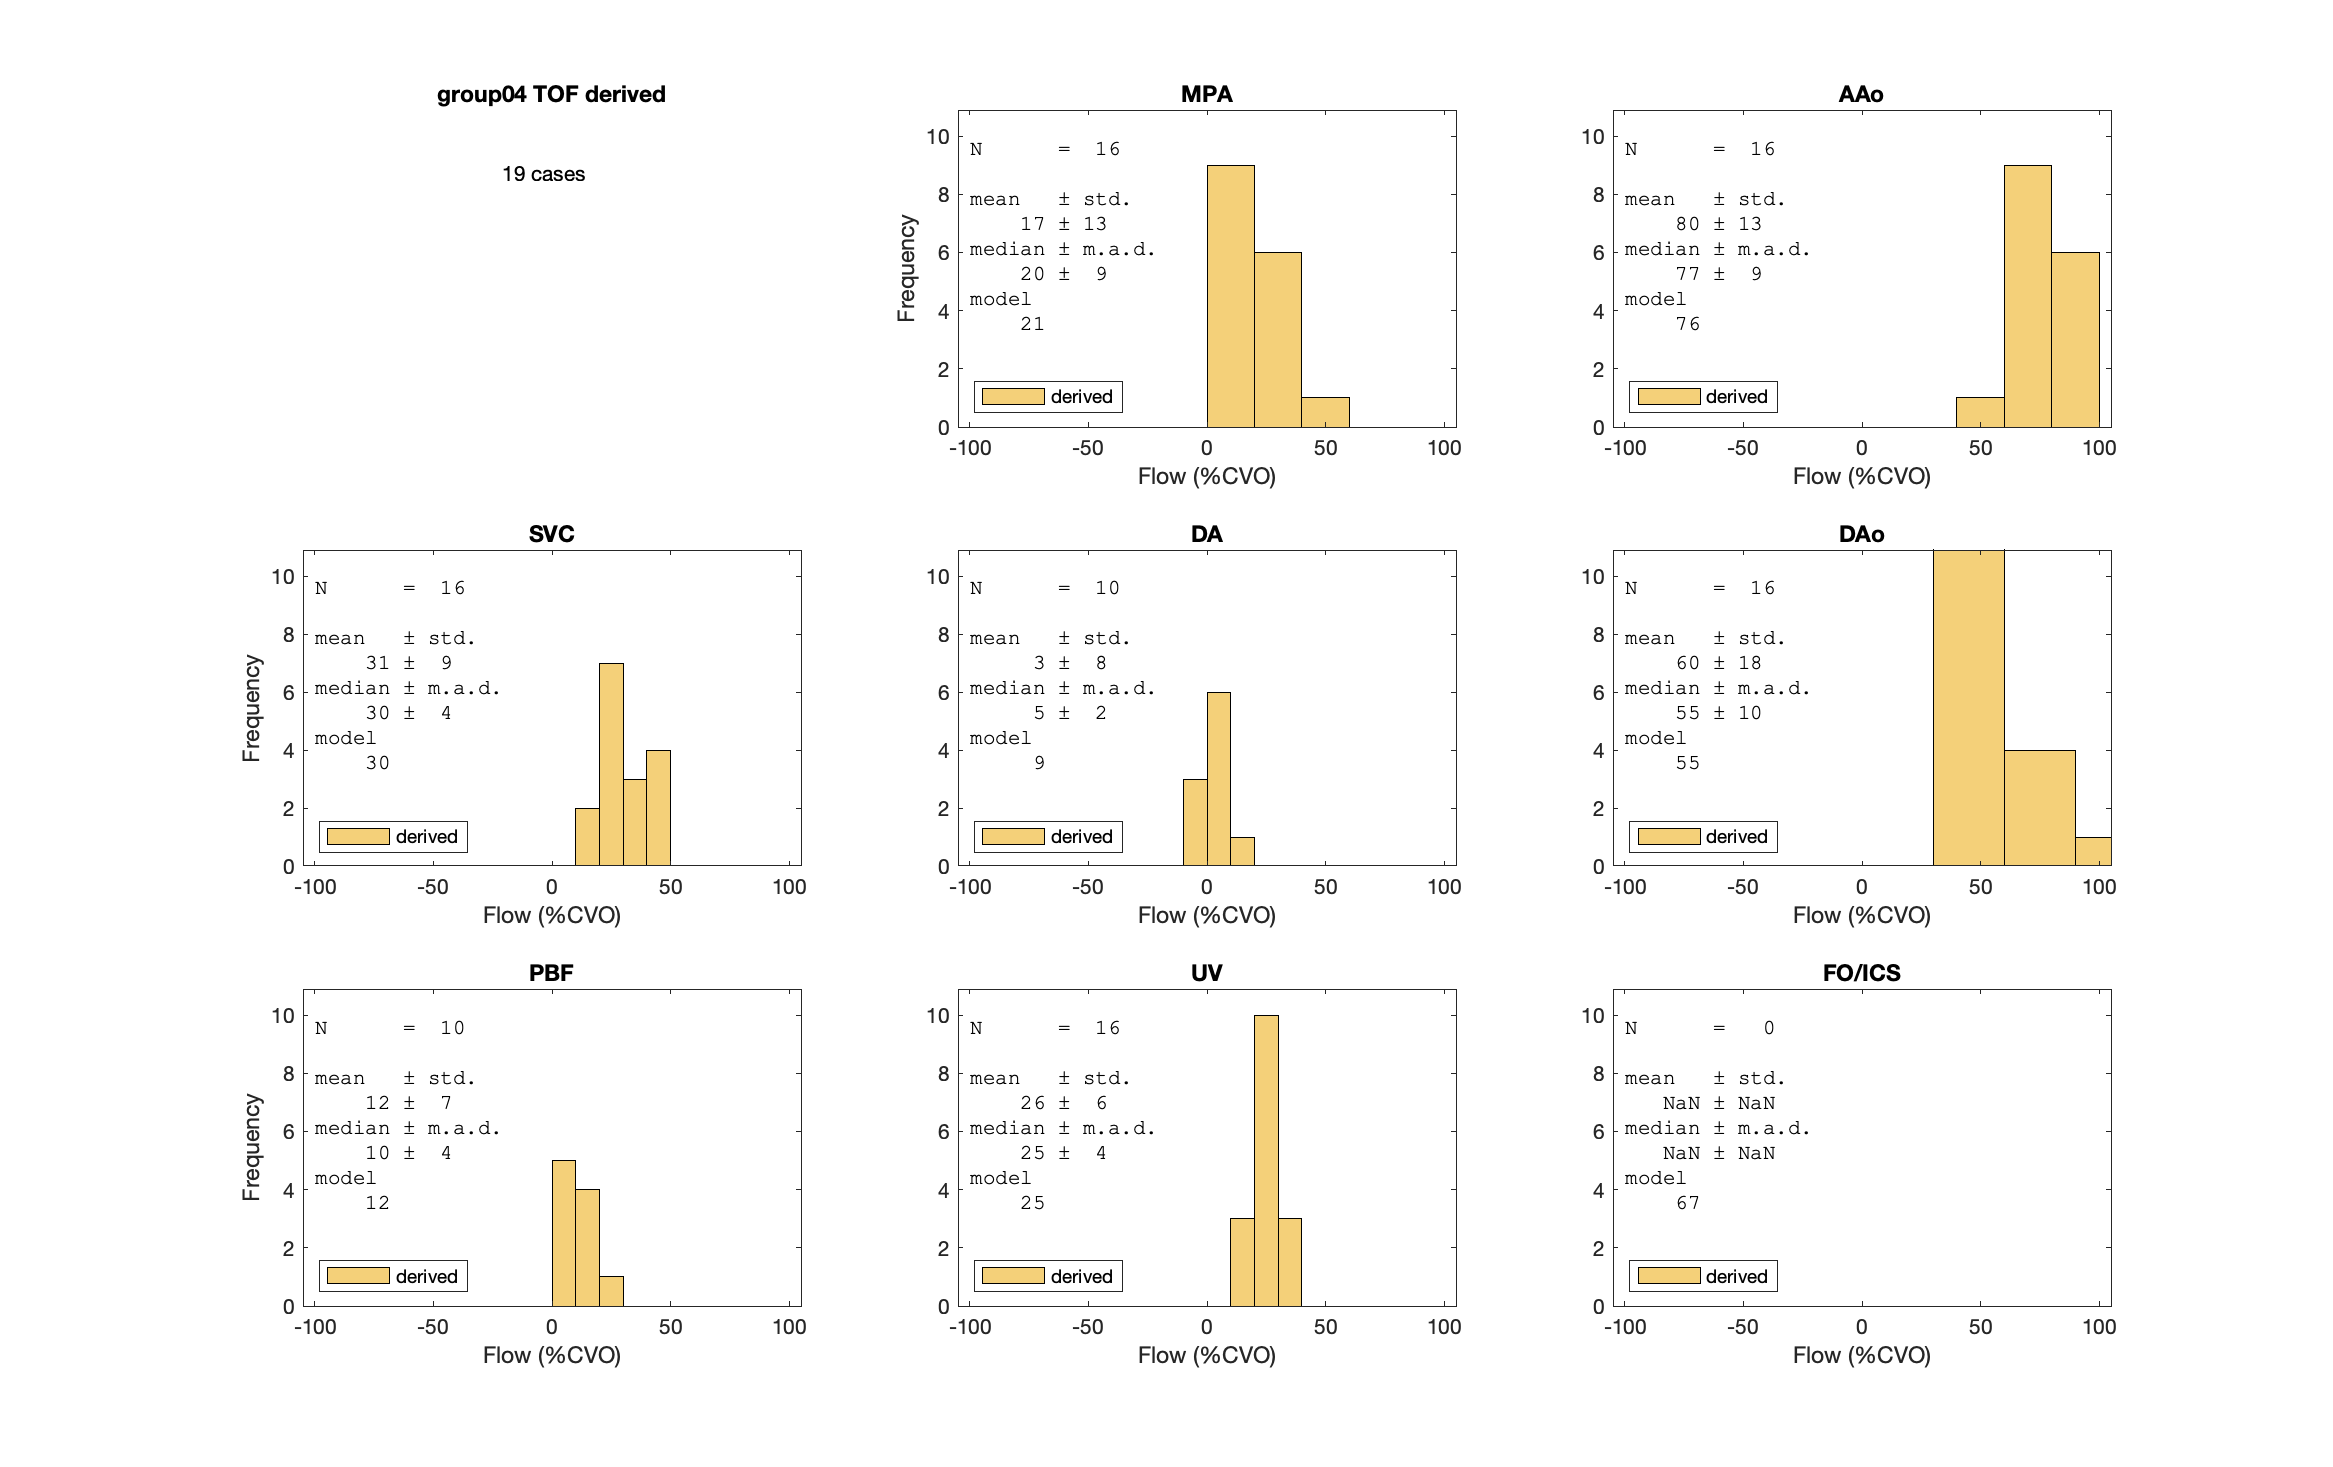 group04 TOF derived
19 cases
MPA
Frequency
10
8
6
4
2
0
N = 16
mean ± std.
17 ± 13
median ± m.a.d.
20 ± 9
model
21
derived
-100 -50 0 50 100
Flow (%CVO)
AAo
10
8
6
4
2
0
N = 16
mean ± std.
80 ± 13
median ± m.a.d.
77 ± 9
model
76
derived
-100 -50 0 50 100
Flow (%CVO)
SVC
Frequency
10
8
6
4
2
0
N = 16
mean ± std.
31 ± 9
median ± m.a.d.
30 ± 4
model
30
derived
-100 -50 0 50 100
Flow (%CVO)
DA
10
8
6
4
2
0
N = 10
mean ± std.
3 ± 8
median ± m.a.d.
5 ± 2
model
9
derived
-100 -50 0 50 100
Flow (%CVO)
DAo
10
8
6
4
2
0
N = 16
mean ± std.
60 ± 18
median ± m.a.d.
55 ± 10
model
55
derived
-100 -50 0 50 100
Flow (%CVO)
PBF
Frequency
10
8
6
4
2
0
N = 10
mean ± std.
12 ± 7
median ± m.a.d.
10 ± 4
model
12
derived
-100 -50 0 50 100
Flow (%CVO)
UV
10
8
6
4
2
0
N = 16
mean ± std.
26 ± 6
median ± m.a.d.
25 ± 4
model
25
derived
-100 -50 0 50 100
Flow (%CVO)
FO/ICS
10
8
6
4
2
0
N = 0
mean ± std.
NaN ± NaN
median ± m.a.d.
NaN ± NaN
model
67
derived
-100 -50 0 50 100
Flow (%CVO)